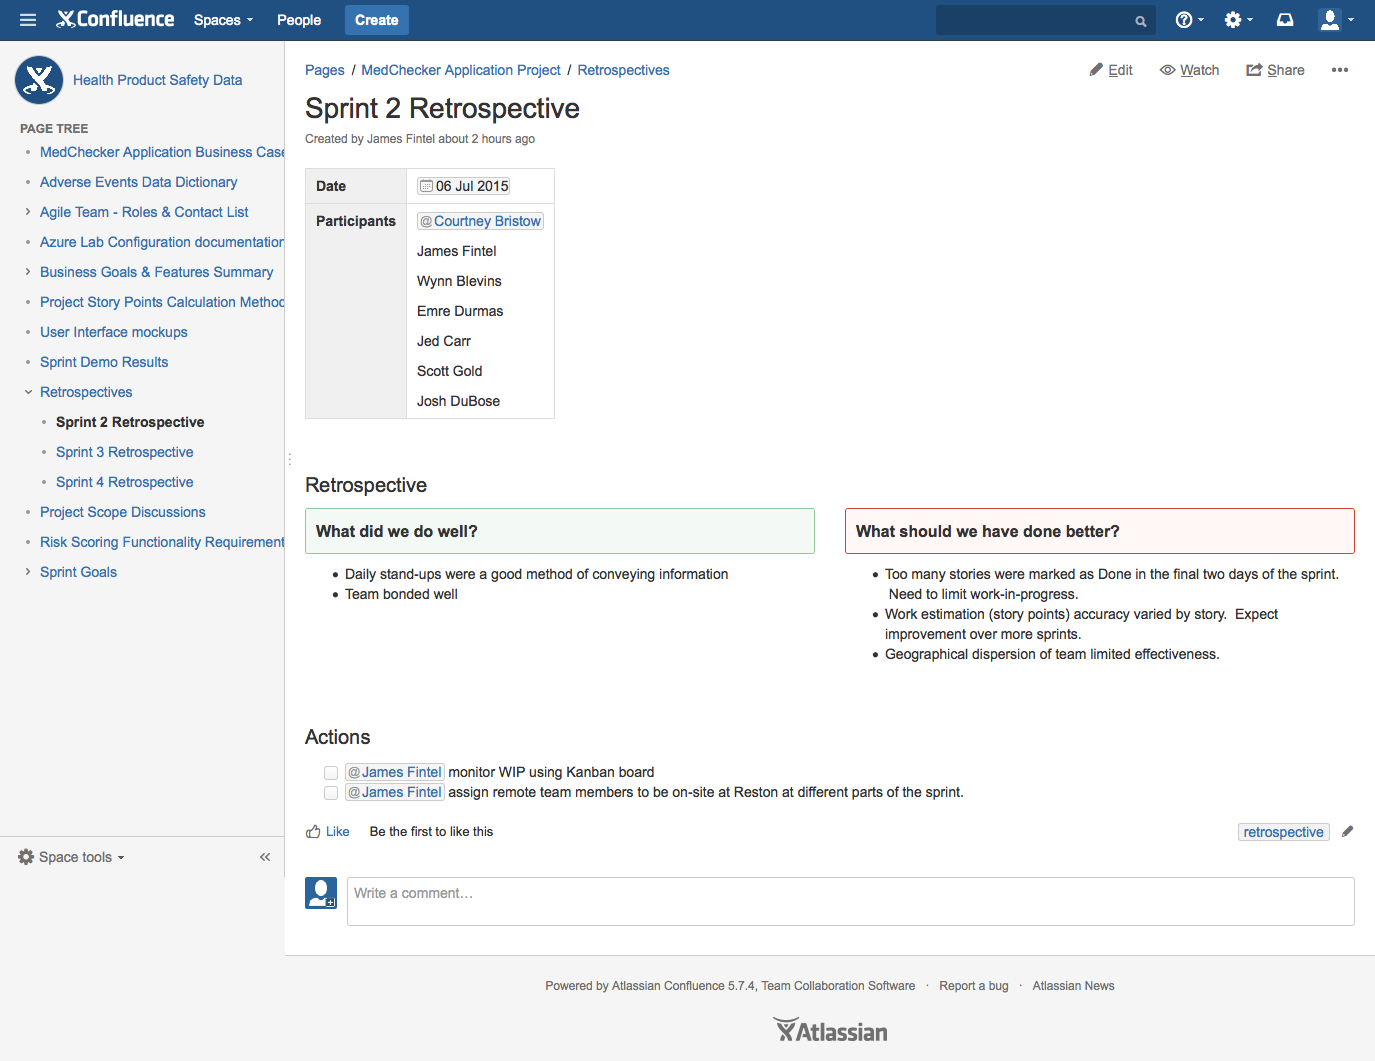 Confluence
Spaces
People
Create
Health Product Safety Data
PAGE TREE
MedChecker Application Business Case
Adverse Events Data Dictionary
Agile Team - Roles & Contact List
Azure Lab Configuration documentation
Business Goals & Features Summary
Project Story Points Calculation Method
User Interface mockups
Sprint Demo Results
Retrospectives
Sprint 2 Retrospective
Sprint 3 Retrospective
Sprint 4 Retrospective
Project Scope Discussions
Risk Scoring Functionality Requirement
Sprint Goals
Space tools
Pages / MedChecker Application Project / Retrospectives
Edit
Watch
Share
Sprint 2 Retrospective
Created by James Fintel about 2 hours ago
Date
06 Jul 2015
Participants
@Courtney Bristow
James Fintel
Wynn Blevins
Emre Durmas
Jed Carr
Scott Gold
Josh DuBose
Retrospective
What did we do well?
Daily stand-ups were a good method of conveying information
Team bonded well
What should we have done better?
Too many stories were marked as Done in the final two days of the sprint.
Need to limit work-in-progress.
Work estimation (story points) accuracy varied by story.  Expect
improvement over more sprints.
Geographical dispersion of team limited effectiveness.
Actions
@James Fintel monitor WIP using Kanban board
@James Fintel assign remote team members to be on-site at Reston at different parts of the sprint.
Like
Be the first to like this
retrospective
Write a comment…
Powered by Atlassian Confluence 5.7.4, Team Collaboration Software · Report a bug · Atlassian News
Atlassian